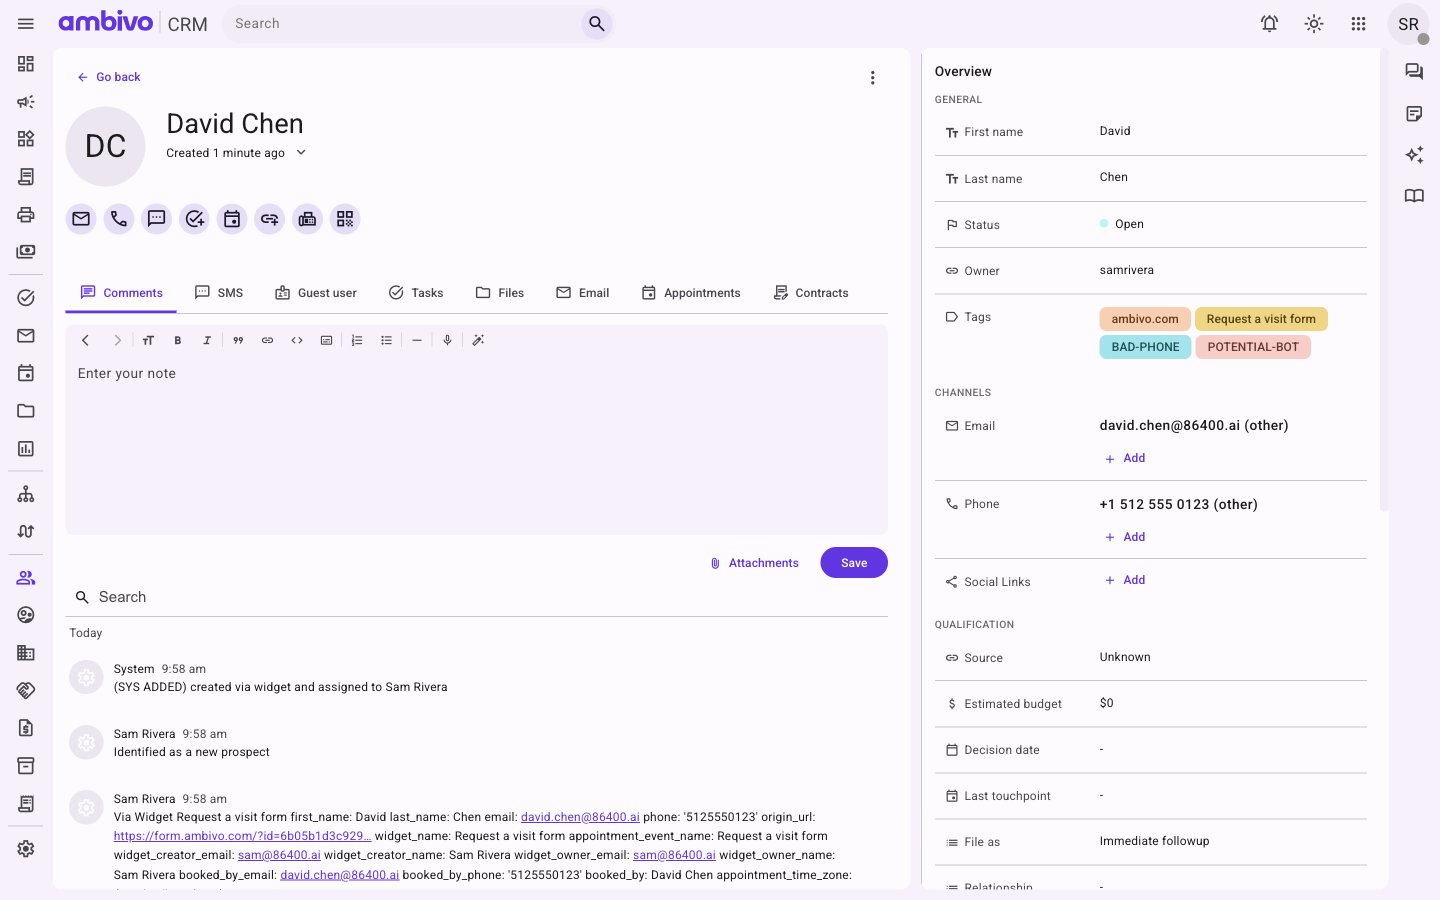 ambivo CRM
Search
SR
Go back
DC
David Chen
Created 1 minute ago
Comments SMS Guest user Tasks Files Email Appointments Contracts
Enter your note
Attachments Save
Search
Today
System 9:58 am
(SYS ADDED) created via widget and assigned to Sam Rivera
Sam Rivera 9:58 am
Identified as a new prospect
Sam Rivera 9:58 am
Via Widget Request a visit form first_name: David last_name: Chen email: david.chen@86400.ai phone: '5125550123' origin_url:
https://form.ambivo.com/?id=6b05b1d3c929... widget_name: Request a visit form appointment_event_name: Request a visit form
widget_creator_email: sam@86400.ai widget_creator_name: Sam Rivera widget_owner_email: sam@86400.ai widget_owner_name:
Sam Rivera booked_by_email: david.chen@86400.ai booked_by_phone: '5125550123' booked_by: David Chen appointment_time_zone:
Overview
GENERAL
First name David
Last name Chen
Status Open
Owner samrivera
Tags ambivo.com Request a visit form
BAD-PHONE POTENTIAL-BOT
CHANNELS
Email david.chen@86400.ai (other)
+ Add
Phone +1 512 555 0123 (other)
+ Add
Social Links + Add
QUALIFICATION
Source Unknown
Estimated budget $0
Decision date -
Last touchpoint -
File as Immediate followup
Relationship -